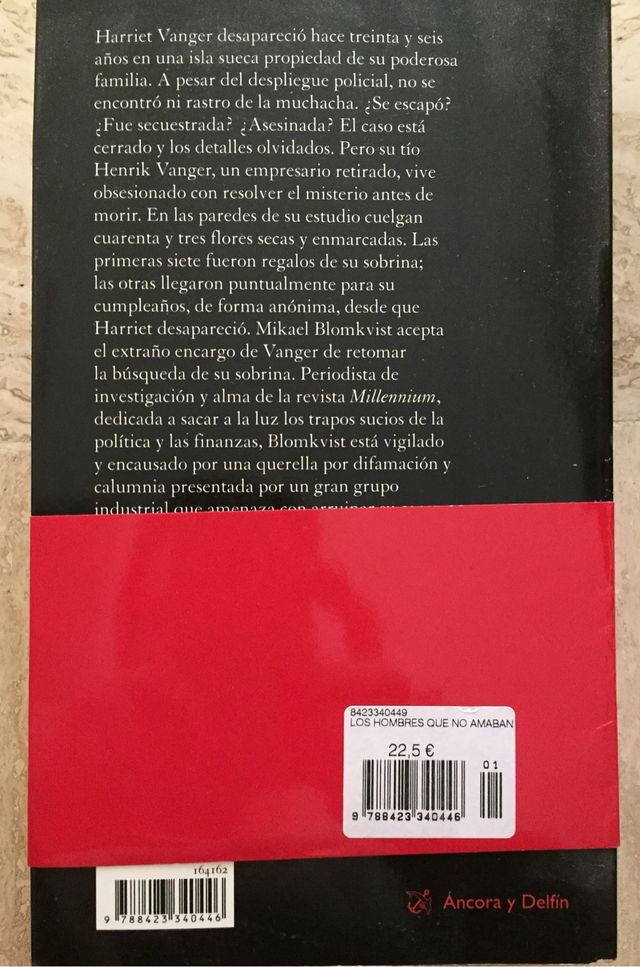 Harriet Vanger desapareció hace treinta y seis
años en una isla sueca propiedad de su poderosa
familia. A pesar del despliegue policial, no se
encontró ni rastro de la muchacha. ¿Se escapó?
¿Fue secuestrada? ¿Asesinada? El caso está
cerrado y los detalles olvidados. Pero su tío
Henrik Vanger, un empresario retirado, vive
obsesionado con resolver el misterio antes de
morir. En las paredes de su estudio cuelgan
cuarenta y tres flores secas y enmarcadas. Las
primeras siete fueron regalos de su sobrina;
las otras llegaron puntualmente para su
cumpleaños, de forma anónima, desde que
Harriet desapareció. Mikael Blomkvist acepta
el extraño encargo de Vanger de retomar
la búsqueda de su sobrina. Periodista de
investigación y alma de la revista Millennium,
dedicada a sacar a la luz los trapos sucios de la
política y las finanzas, Blomkvist está vigilado
y encausado por una querella por difamación y
calumnia presentada por un gran grupo
industrial que amenaza con arruinar su
8423340449
LOS HOMBRES QUE NO AMABAN
22,5 €
01
9 788423 340446
164162
9 788423 340446
Áncora y Delfín